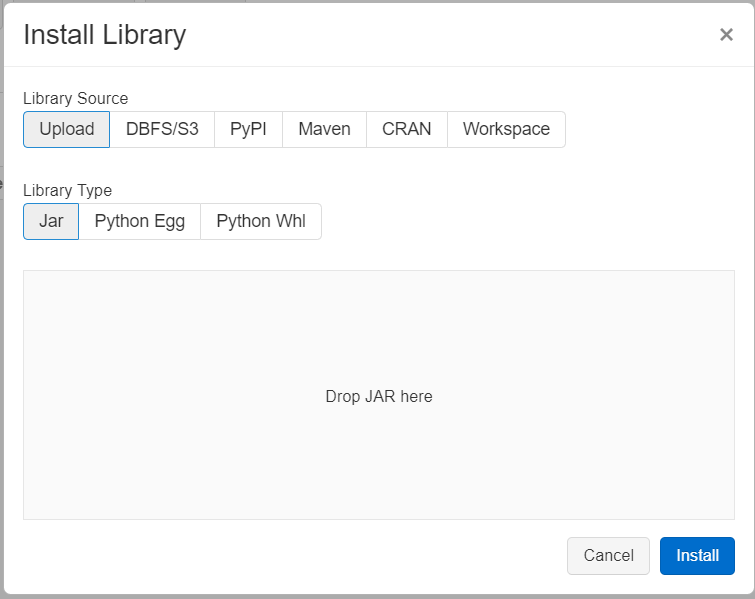 Install Library ×
Library Source
Upload DBFS/S3 PyPI Maven CRAN Workspace
Library Type
Jar Python Egg Python Whl
Drop JAR here
Cancel Install